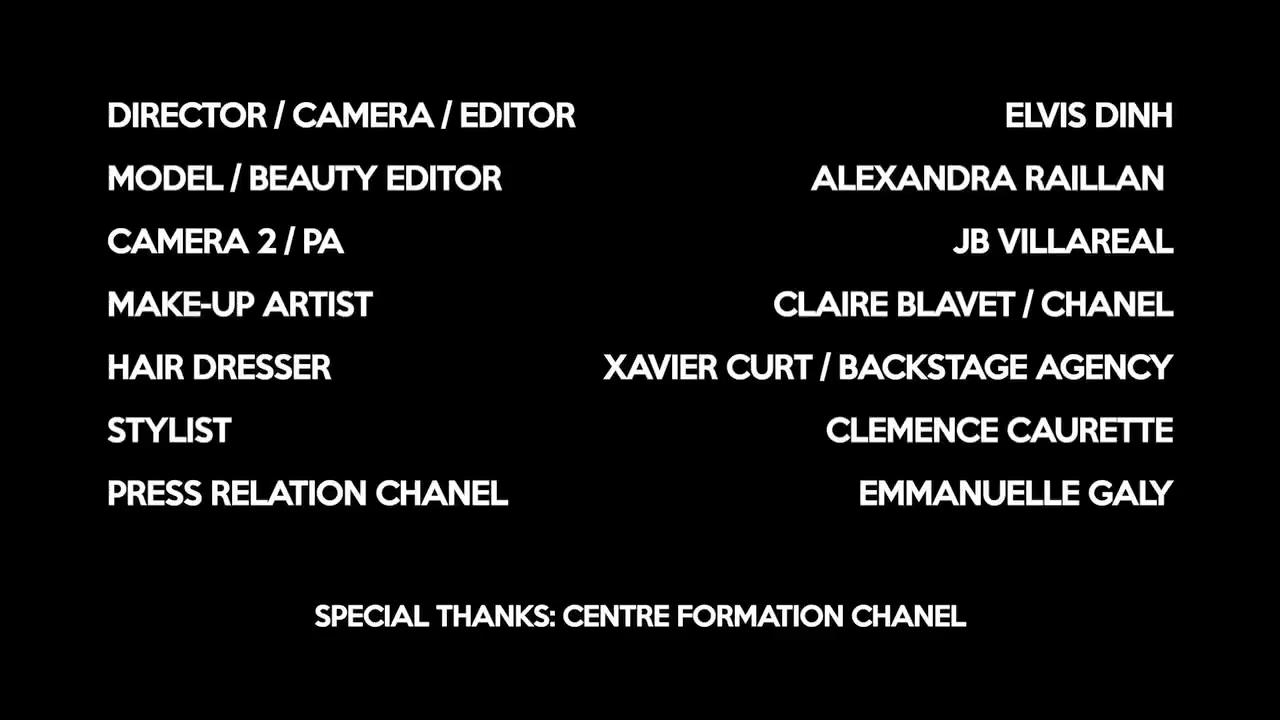 DIRECTOR / CAMERA / EDITOR ELVIS DINH
MODEL / BEAUTY EDITOR ALEXANDRA RAILLAN
CAMERA 2 / PA JB VILLAREAL
MAKE-UP ARTIST CLAIRE BLAVET / CHANEL
HAIR DRESSER XAVIER CURT / BACKSTAGE AGENCY
STYLIST CLEMENCE CAURETTE
PRESS RELATION CHANEL EMMANUELLE GALY
SPECIAL THANKS: CENTRE FORMATION CHANEL